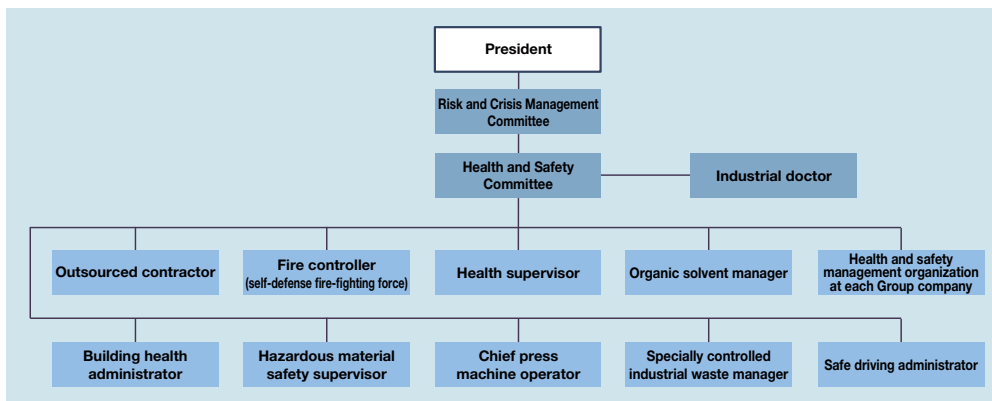 President
Risk and Crisis Management
Committee
Health and Safety
Committee
Industrial doctor
Outsourced contractor
Fire controller
(self-defense fire-fighting force)
Health supervisor
Organic solvent manager
Health and safety
management organization
at each Group company
Building health
administrator
Hazardous material
safety supervisor
Chief press
machine operator
Specially controlled
industrial waste manager
Safe driving administrator